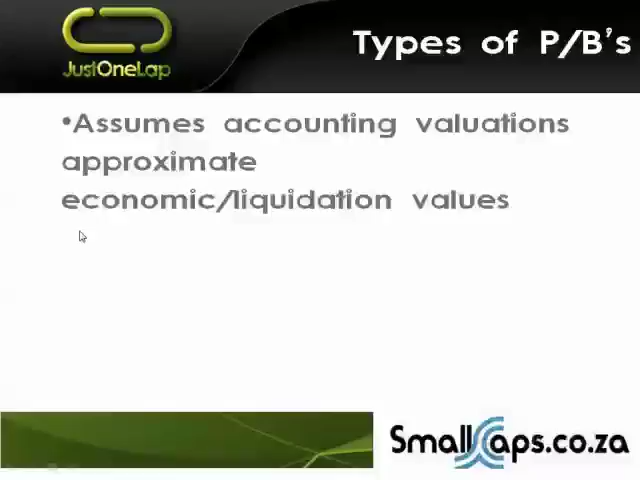 JustOneLap
Types of P/B's
•Assumes accounting valuations
approximate
economic/liquidation values
SmallCaps.co.za